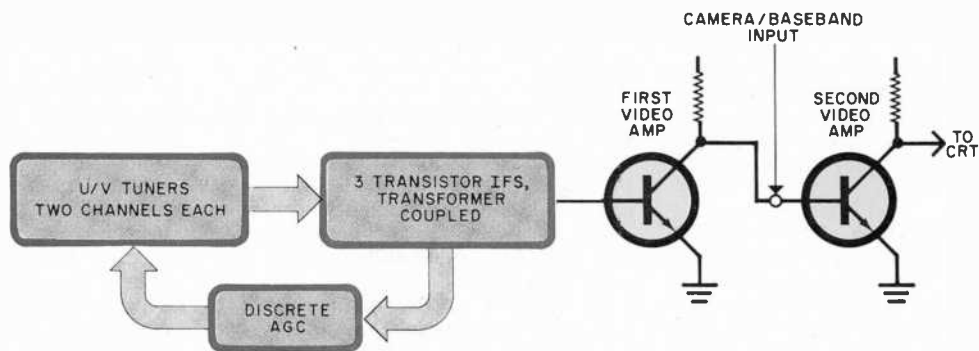 CAMERA/BASEBAND
INPUT
FIRST
VIDEO
AMP
SECOND
VIDEO
AMP
TO
CRT
U/V TUNERS
TWO CHANNELS EACH
3 TRANSISTOR IFS,
TRANSFORMER
COUPLED
DISCRETE
AGC